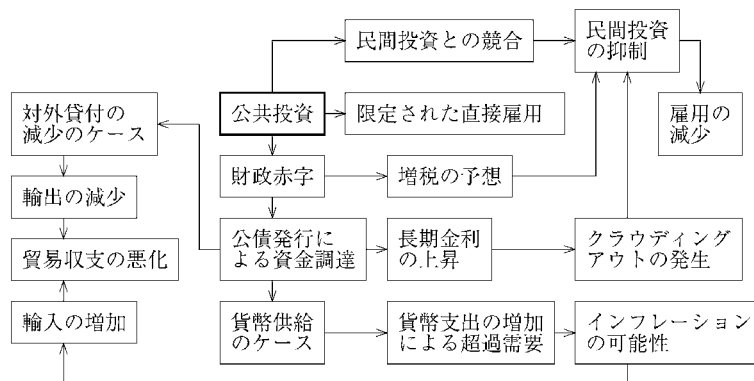 民間投資との競合
民間投資
の抑制
対外貸付の
減少のケース
公共投資
限定された直接雇用
雇用の
減少
輸出の減少
財政赤字
増税の予想
貿易収支の悪化
公債発行に
よる資金調達
長期金利
の上昇
クラウディング
アウトの発生
輸入の増加
貨幣供給
のケース
貨幣支出の増加
による超過需要
インフレーション
の可能性